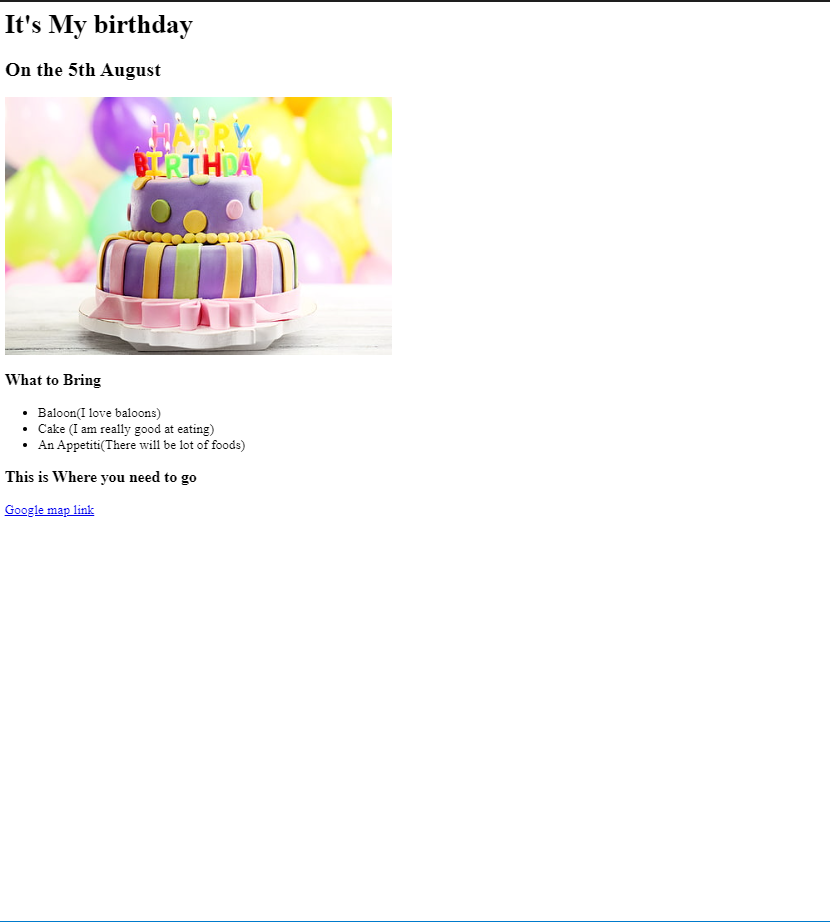 It's My birthday
On the 5th August
HAPPY
BIRTHDAY
What to Bring
Baloon(I love baloons)
Cake (I am really good at eating)
An Appetiti(There will be lot of foods)
This is Where you need to go
Google map link